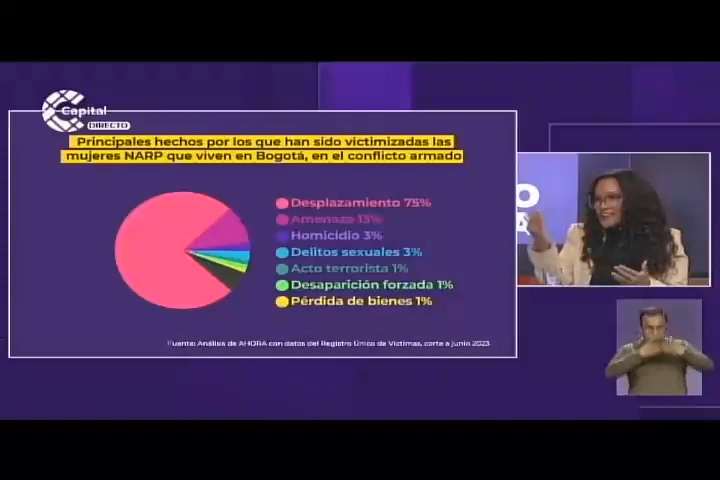 Capital
DIRECTO
Principales hechos por los que han sido victimizadas las
mujeres NARP que viven en Bogotá, en el conflicto armado
Desplazamiento 75%
Amenaza 13%
Homicidio 3%
Delitos sexuales 3%
Acto terrorista 1%
Desaparición forzada 1%
Pérdida de bienes 1%
Fuente: Análisis de AHORA con datos del Registro Único de Víctimas, corte a junio 2023